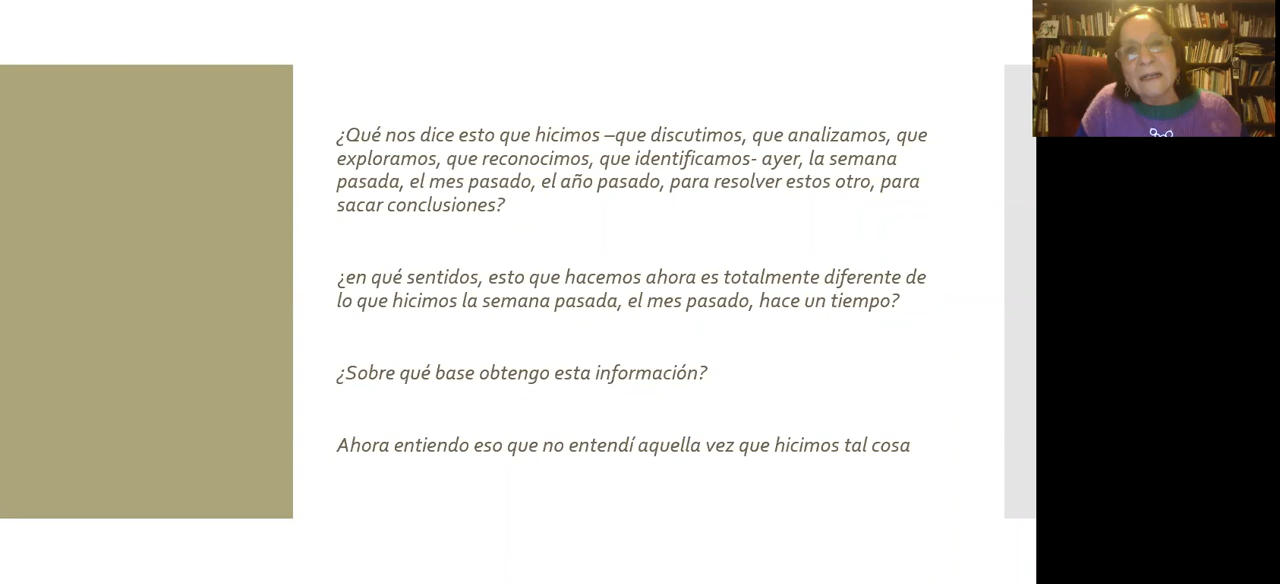 ¿Qué nos dice esto que hicimos –que discutimos, que analizamos, que
exploramos, que reconocimos, que identificamos- ayer, la semana
pasada, el mes pasado, el año pasado, para resolver estos otro, para
sacar conclusiones?
¿en qué sentidos, esto que hacemos ahora es totalmente diferente de
lo que hicimos la semana pasada, el mes pasado, hace un tiempo?
¿Sobre qué base obtengo esta información?
Ahora entiendo eso que no entendí aquella vez que hicimos tal cosa